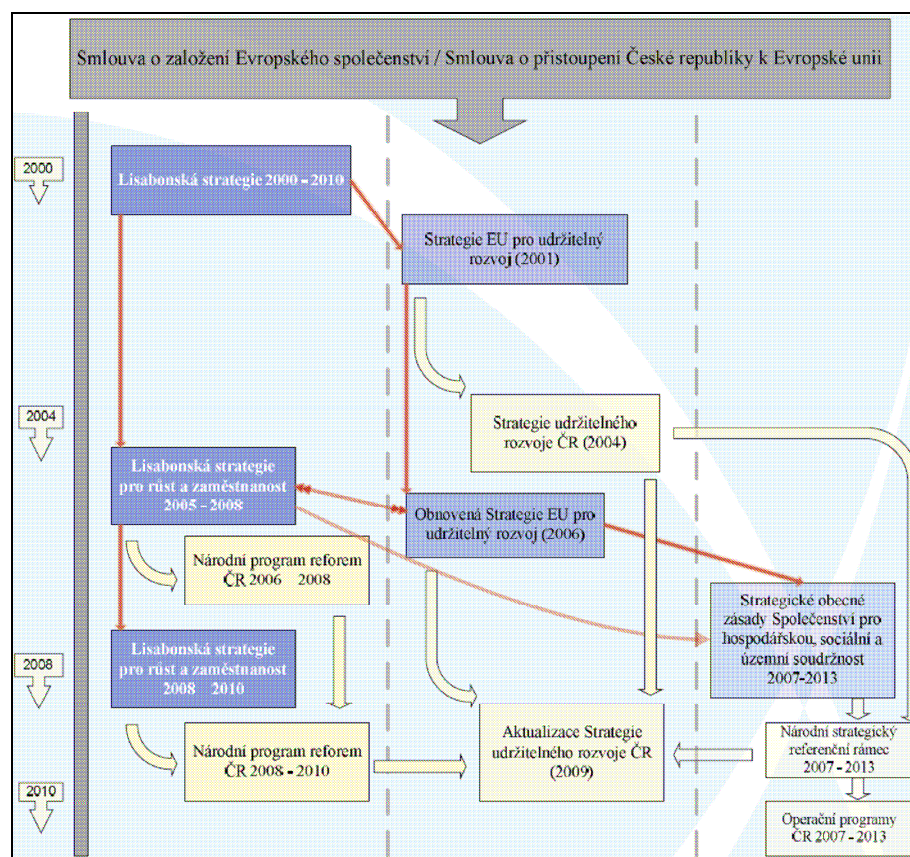 Smlouva o založení Evropského společenství / Smlouva o přistoupení České republiky k Evropské unii
2000
Lisabonská strategie 2000 - 2010
Strategie EU pro udržitelný
rozvoj (2001)
2004
Strategie udržitelného
rozvoje ČR (2004)
Lisabonská strategie
pro růst a zaměstnanost
2005 - 2008
Obnovená Strategie EU pro
udržitelný rozvoj (2006)
Národní program reforem
ČR 2006 2008
Strategické obecné
zásady Společenství pro
hospodářskou, sociální a
územní soudržnost
2007-2013
2008
Lisabonská strategie
pro růst a zaměstnanost
2008 2010
Národní program reforem
ČR 2008 - 2010
Aktualizace Strategie
udržitelného rozvoje ČR
(2009)
Národní strategický
referenční rámec
2007 - 2013
2010
Operační programy
ČR 2007 - 2013